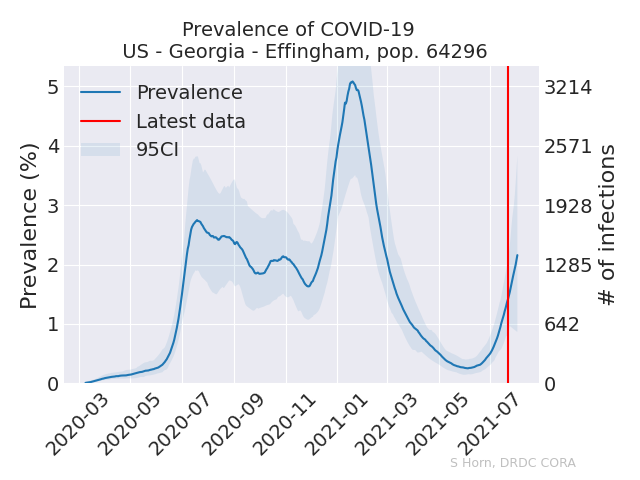 Prevalence of COVID-19
US - Georgia - Effingham, pop. 64296
Prevalence
Latest data
95CI
Prevalence (%)
5
4
3
2
1
0
3214
2571
1928
1285
642
0
# of infections
2020-03
2020-05
2020-07
2020-09
2020-11
2021-01
2021-03
2021-05
2021-07
S Horn, DRDC CORA